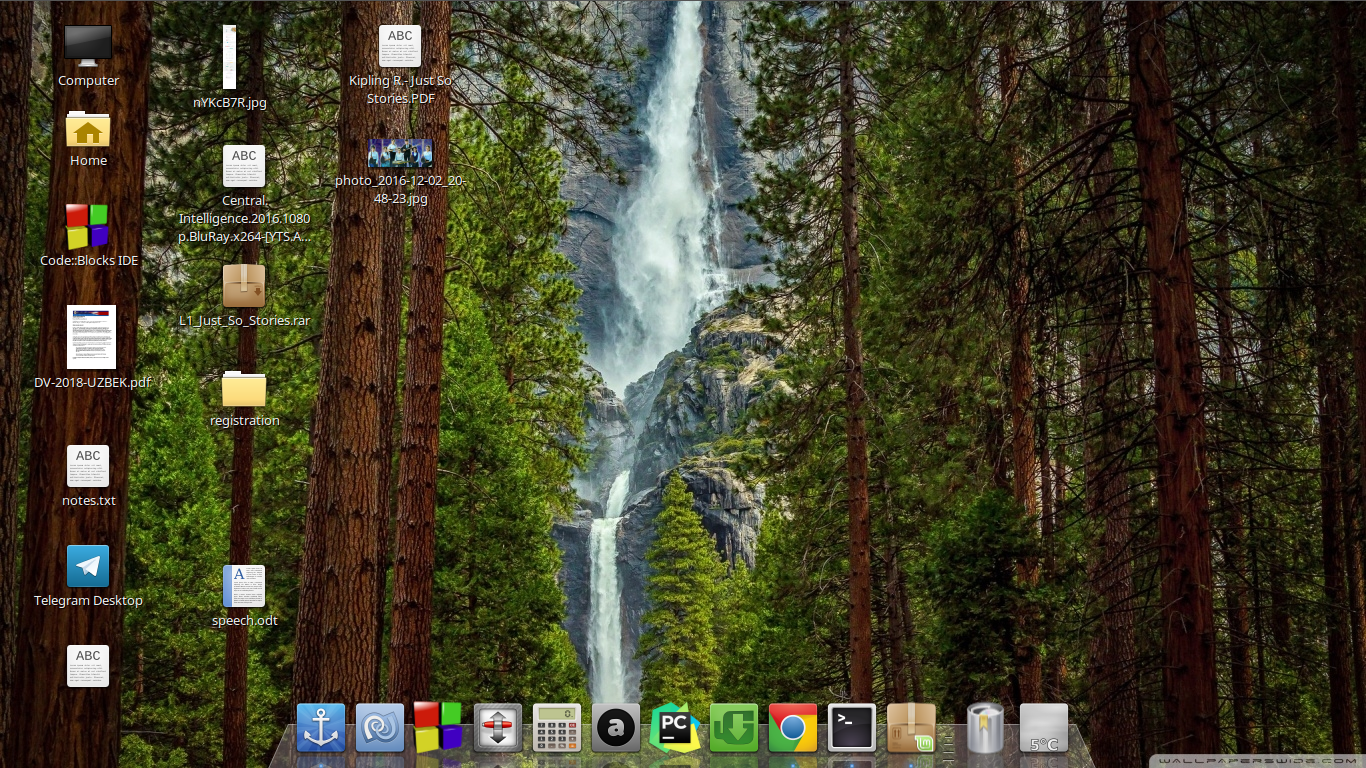 Computer
Home
Code::Blocks IDE
DV-2018-UZBEK.pdf
ABC
notes.txt
Telegram Desktop
ABC
nYKcB7R.jpg
ABC
Central.
Intelligence.2016.1080
p.BluRay.x264-[YTS.A...
L1_Just_So_Stories.rar
registration
A
speech.odt
ABC
Kipling R.- Just So
Stories.PDF
photo_2016-12-02_20-
48-23.jpg
0.
a
PC
>_
5°C
WALLPAPERSWIDE.COM